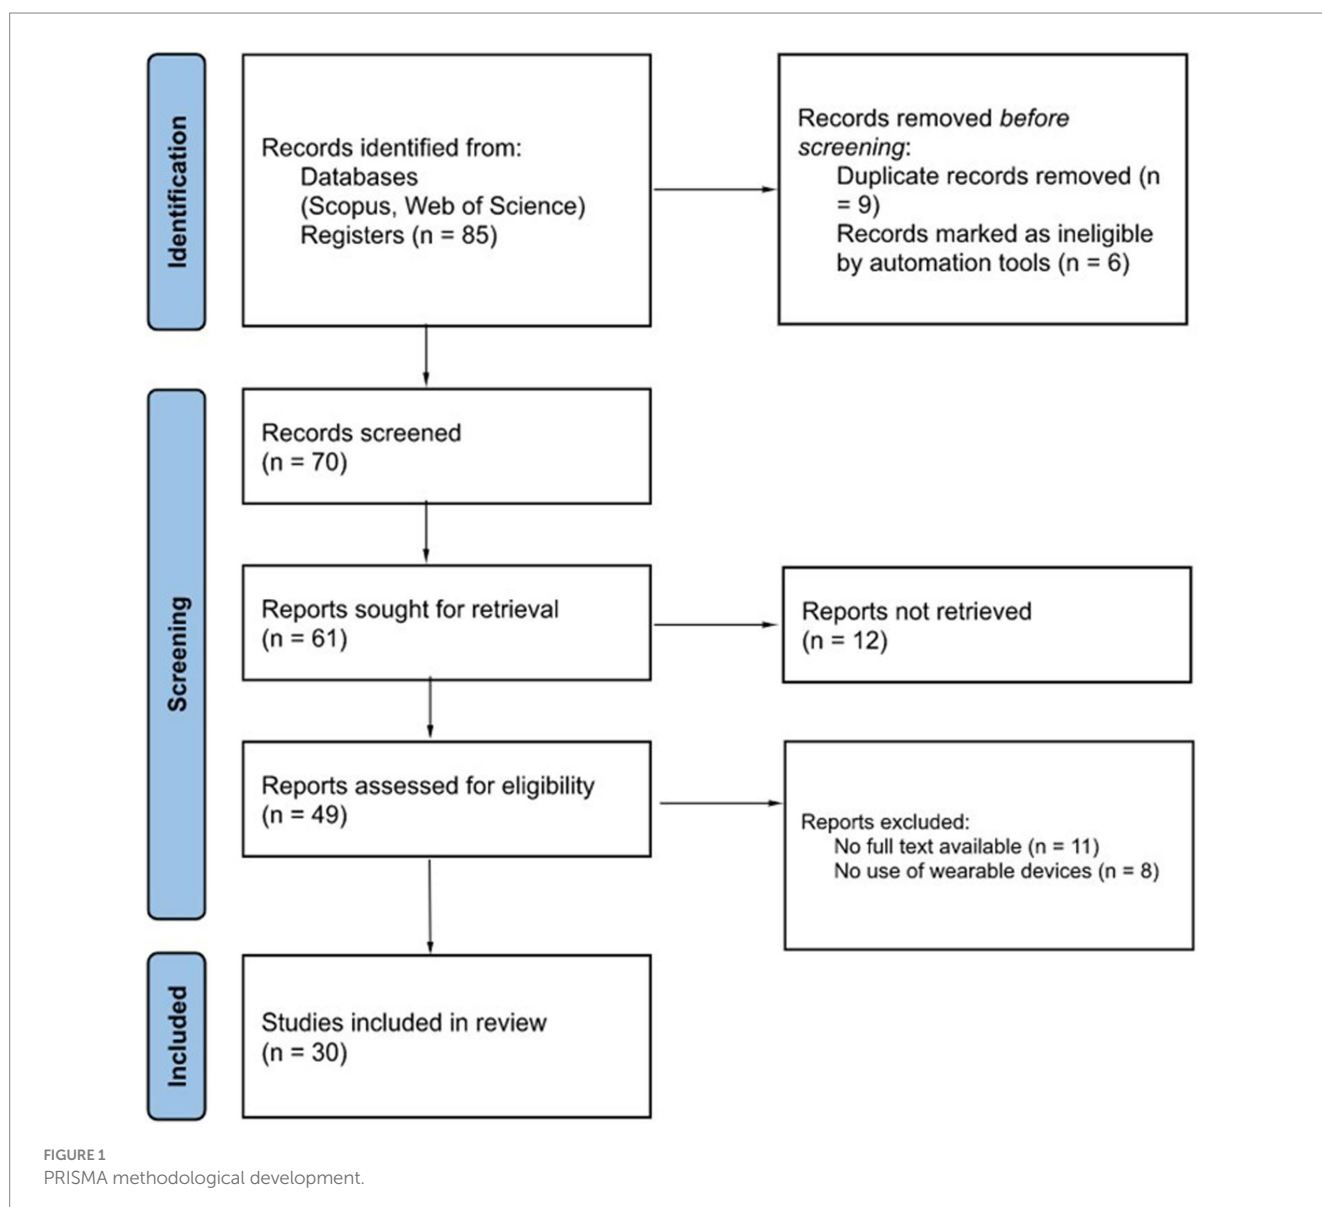 Identification
Records identified from:
Databases
(Scopus, Web of Science)
Registers (n = 85)
Records removed before
screening:
Duplicate records removed (n
= 9)
Records marked as ineligible
by automation tools (n = 6)
Screening
Records screened
(n = 70)
Reports sought for retrieval
(n = 61)
Reports not retrieved
(n = 12)
Reports assessed for eligibility
(n = 49)
Reports excluded:
No full text available (n = 11)
No use of wearable devices (n = 8)
Included
Studies included in review
(n = 30)
FIGURE 1
PRISMA methodological development.